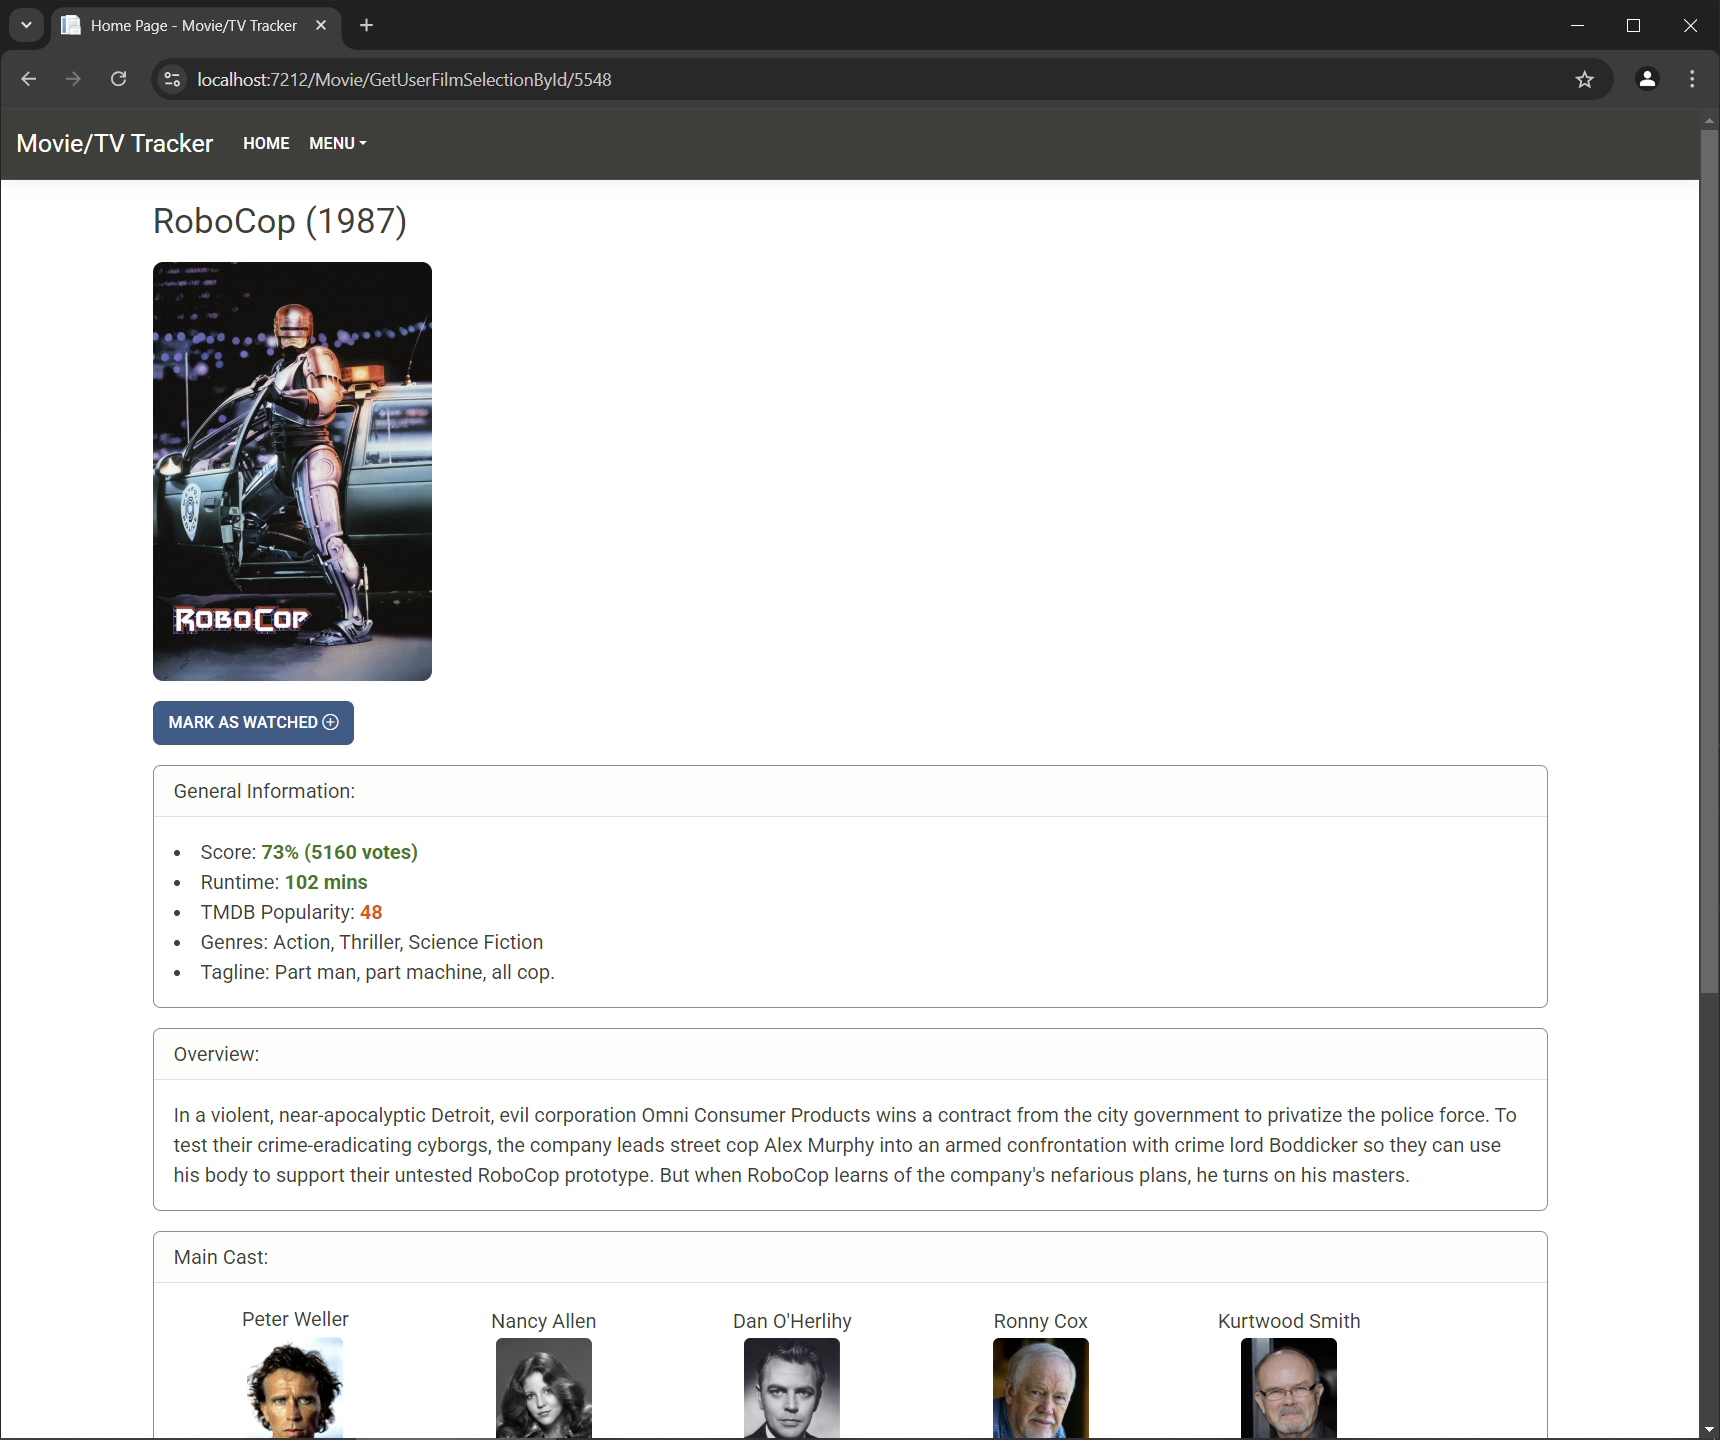 Home Page - Movie/TV Tracker
localhost:7212/Movie/GetUserFilmSelectionById/5548
Movie/TV Tracker HOME MENU
RoboCop (1987)
ROBOCOP
MARK AS WATCHED
General Information:
Score: 73% (5160 votes)
Runtime: 102 mins
TMDB Popularity: 48
Genres: Action, Thriller, Science Fiction
Tagline: Part man, part machine, all cop.
Overview:
In a violent, near-apocalyptic Detroit, evil corporation Omni Consumer Products wins a contract from the city government to privatize the police force. To
test their crime-eradicating cyborgs, the company leads street cop Alex Murphy into an armed confrontation with crime lord Boddicker so they can use
his body to support their untested RoboCop prototype. But when RoboCop learns of the company's nefarious plans, he turns on his masters.
Main Cast:
Peter Weller Nancy Allen Dan O'Herlihy Ronny Cox Kurtwood Smith